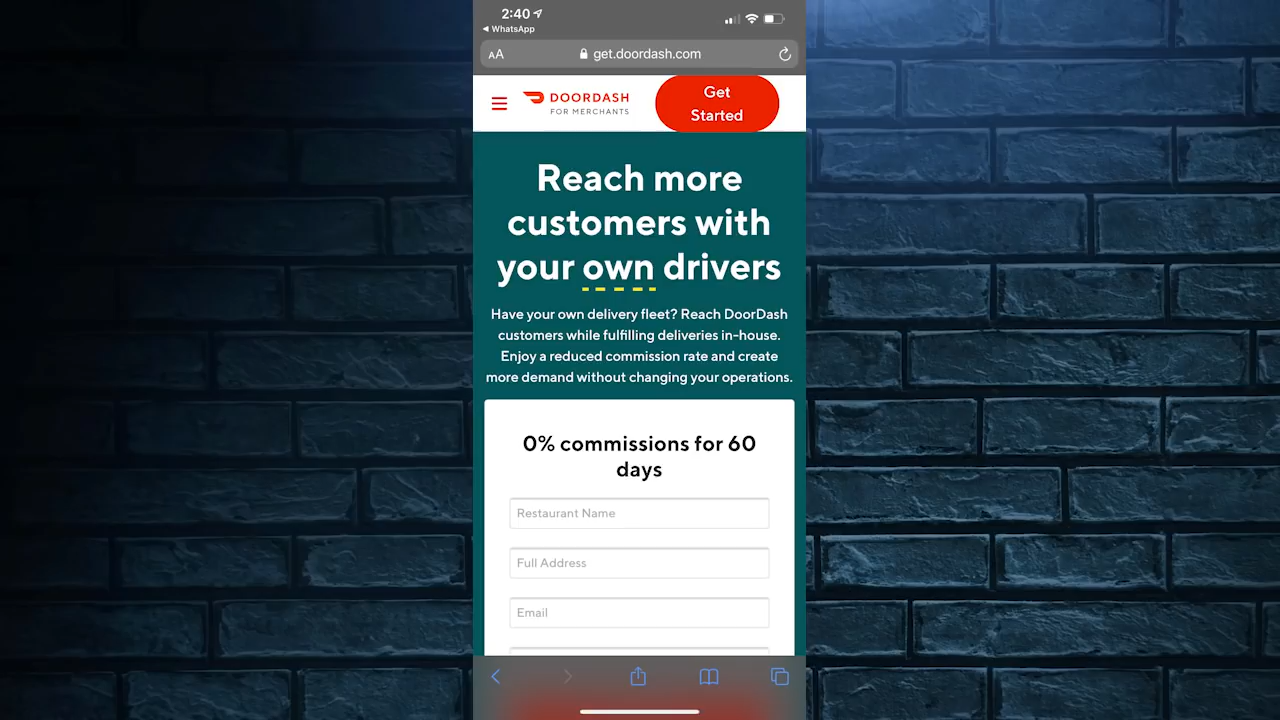 2:40
WhatsApp
AA get.doordash.com
DOORDASH
FOR MERCHANTS
Get
Started
Reach more
customers with
your own drivers
Have your own delivery fleet? Reach DoorDash
customers while fulfilling deliveries in-house.
Enjoy a reduced commission rate and create
more demand without changing your operations.
0% commissions for 60
days
Restaurant Name
Full Address
Email